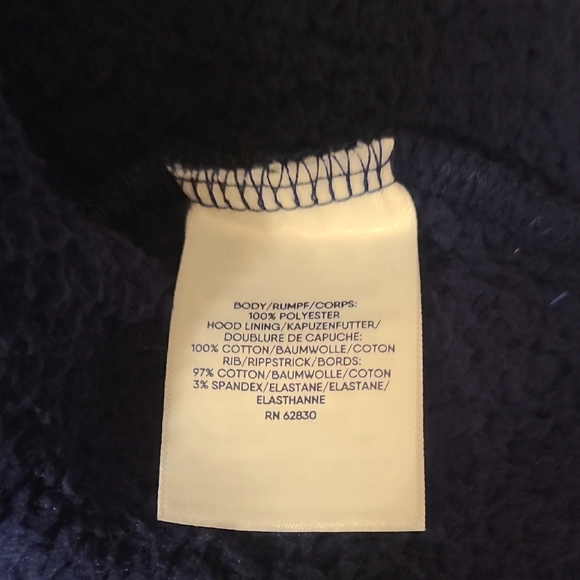 BODY/RUMPF/CORPS:
100% POLYESTER
HOOD LINING/KAPUZENFUTTER/
DOUBLURE DE CAPUCHE:
100% COTTON/BAUMWOLLE/COTON
RIB/RIPPSTRICK/BORDS:
97% COTTON/BAUMWOLLE/COTON
3% SPANDEX/ELASTANE/ELASTANE/
ELASTHANNE
RN 62830